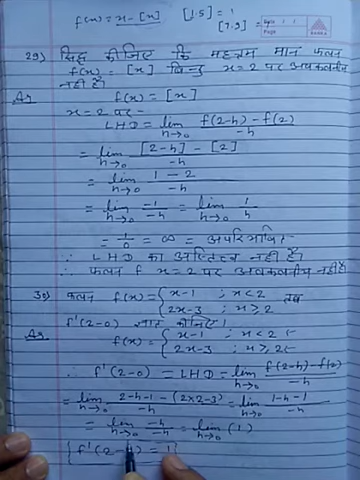 f(x) = x - [x] [1.5] = 1
[7.9] = 7
Page
29) सिद्ध कीजिए कि महत्तम मान फलन
f(x) = [x] बिन्दु x = 2 पर अवकलनीय
नहीं है।
Ans f(x) = [x]
x = 2 पर -
LHD = lim h→0 f(2-h) - f(2) / -h
= lim h→0 [2-h] - [2] / -h
= lim h→0 1 - 2 / -h
= lim h→0 -1 / -h = lim h→0 1 / h
= 1/0 = ∞ = अपरिभाषित
∴ LHD का अस्तित्व नहीं है।
∴ फलन f x = 2 पर अवकलनीय नहीं है।
30) फलन f(x) = { x-1 ; x < 2 तब
2x-3 ; x ≥ 2
f'(2-0) ज्ञात कीजिए।
Ans f(x) = { x-1 ; x < 2
2x-3 ; x ≥ 2
∴ f'(2-0) = LHD = lim h→0 f(2-h) - f(2) / -h
= lim h→0 2-h-1 - (2×2-3) / -h = lim h→0 1-h-1 / -h
= lim h→0 -h / -h = lim h→0 (1)
= 1